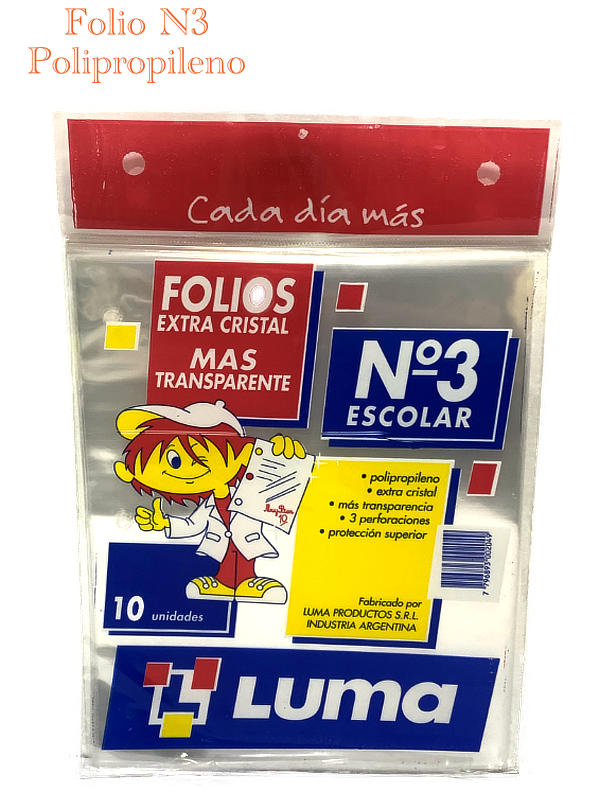 Folio N3
Polipropileno
Cada día más
FOLIOS
EXTRA CRISTAL
MAS
TRANSPARENTE
Nº3
ESCOLAR
• polipropileno
• extra cristal
• más transparencia
• 3 perforaciones
• protección superior
10 unidades
Fabricado por
LUMA PRODUCTOS S.R.L.
INDUSTRIA ARGENTINA
Luma